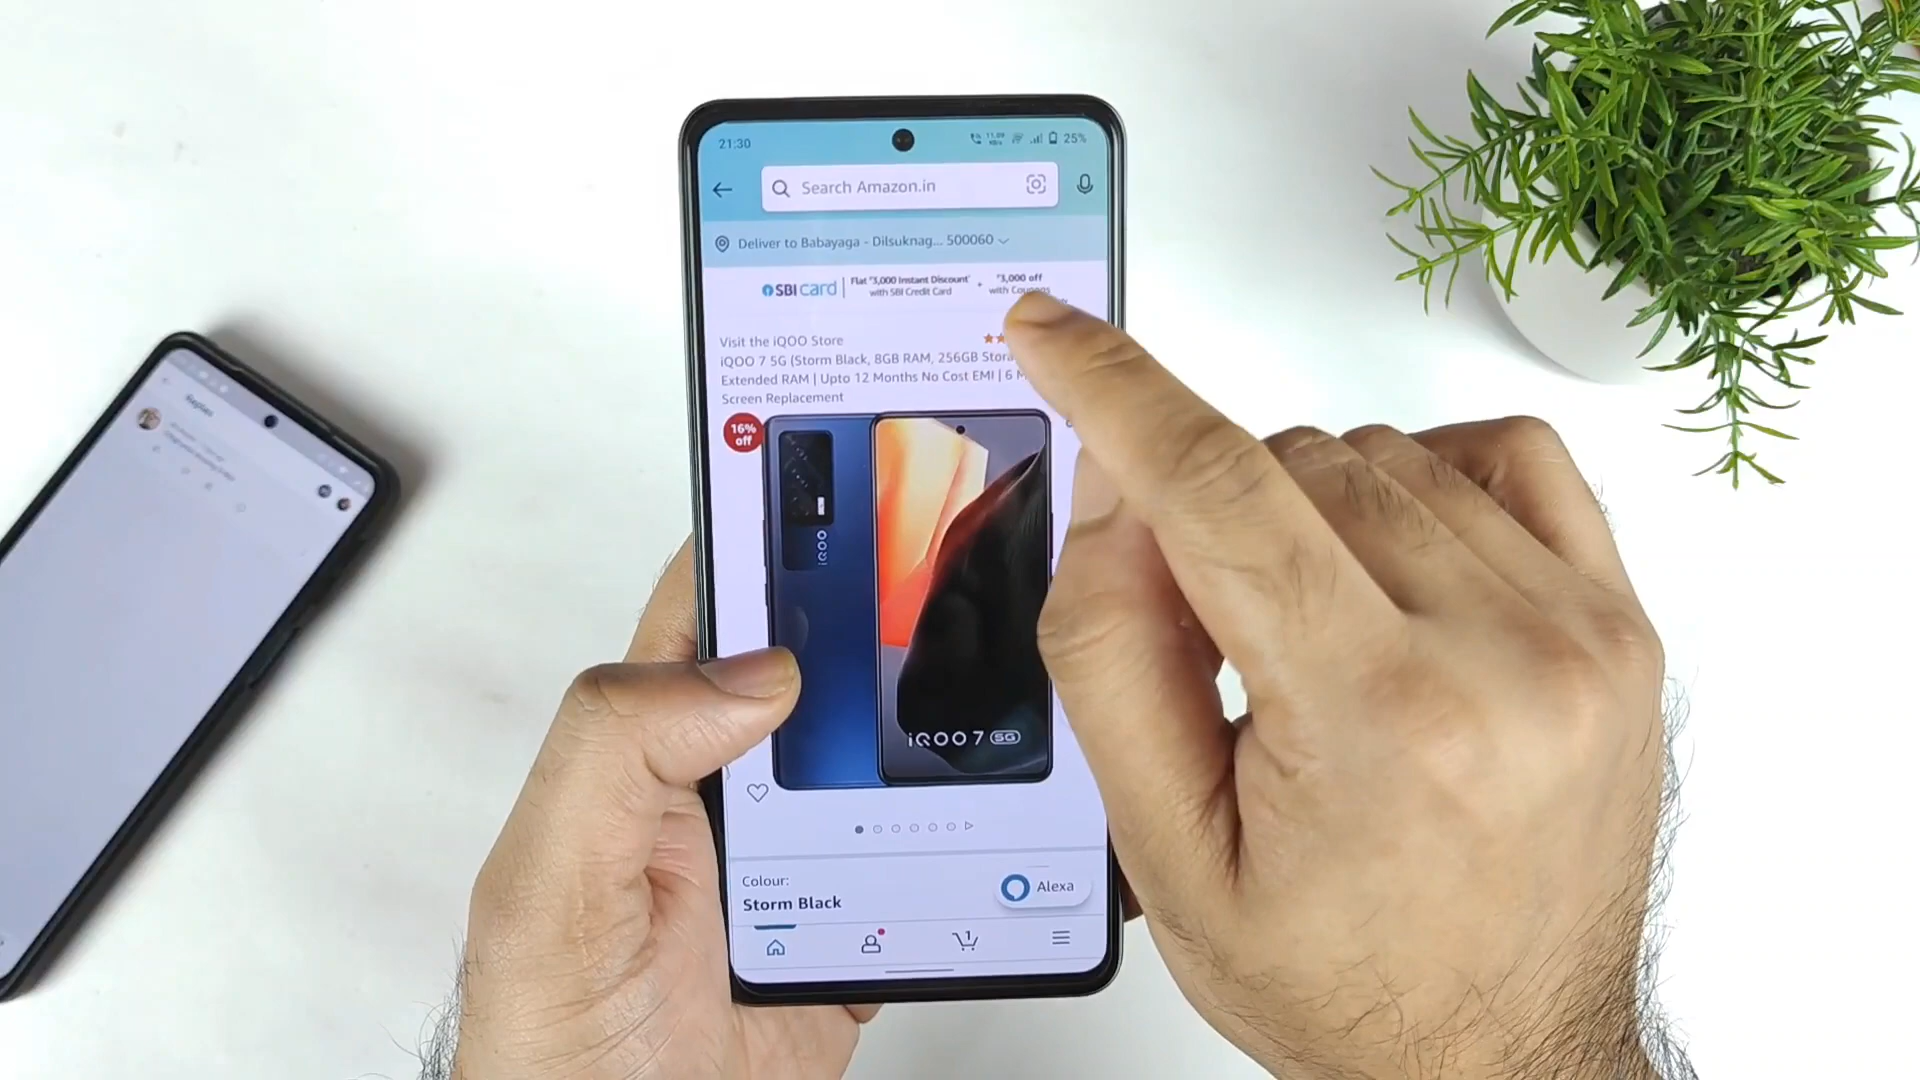 21:30
25%
Search Amazon.in
Deliver to Babayaga - Dilsuknag... 500060
SBI card Flat ₹3,000 Instant Discount* + ₹3,000 off
with SBI Credit Card with Coupons
Visit the iQOO Store
iQOO 7 5G (Storm Black, 8GB RAM, 256GB Stora
Extended RAM | Upto 12 Months No Cost EMI | 6 M
Screen Replacement
16%
off
iQOO
iQOO 7 5G
Colour:
Storm Black
Alexa
1
Replies